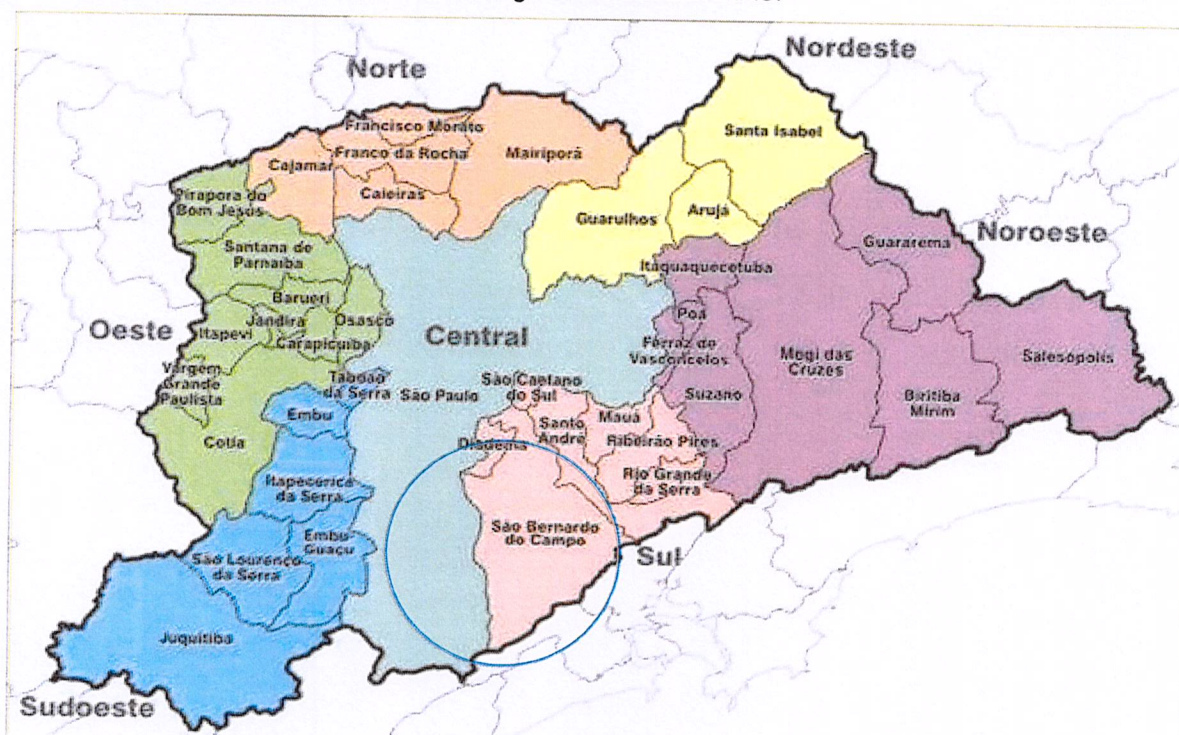 Nordeste
Norte
Francisco Morato
Santa Isabel
Franco da Rocha
Mairiporã
Cajamar
Caieiras
Pirapora do
Bom Jesus
Guarulhos
Arujá
Guararema
Noroeste
Santana de
Parnaíba
Itaquaquecetuba
Barueri
Poá
Oeste
Itapevi
Jandira
Osasco
Central
Carapicuíba
Ferraz de
Vasconcelos
Mogi das
Cruzes
Salesópolis
Vargem
Grande
Paulista
Taboão
da Serra
São Paulo
São Caetano
do Sul
Suzano
Biritiba
Mirim
Embu
Mauá
Santo
André
Cotia
Diadema
Ribeirão Pires
Itapecerica
da Serra
Rio Grande
da Serra
São Bernardo
do Campo
Embu
Guaçu
São Lourenço
da Serra
Sul
Juquitiba
Sudoeste